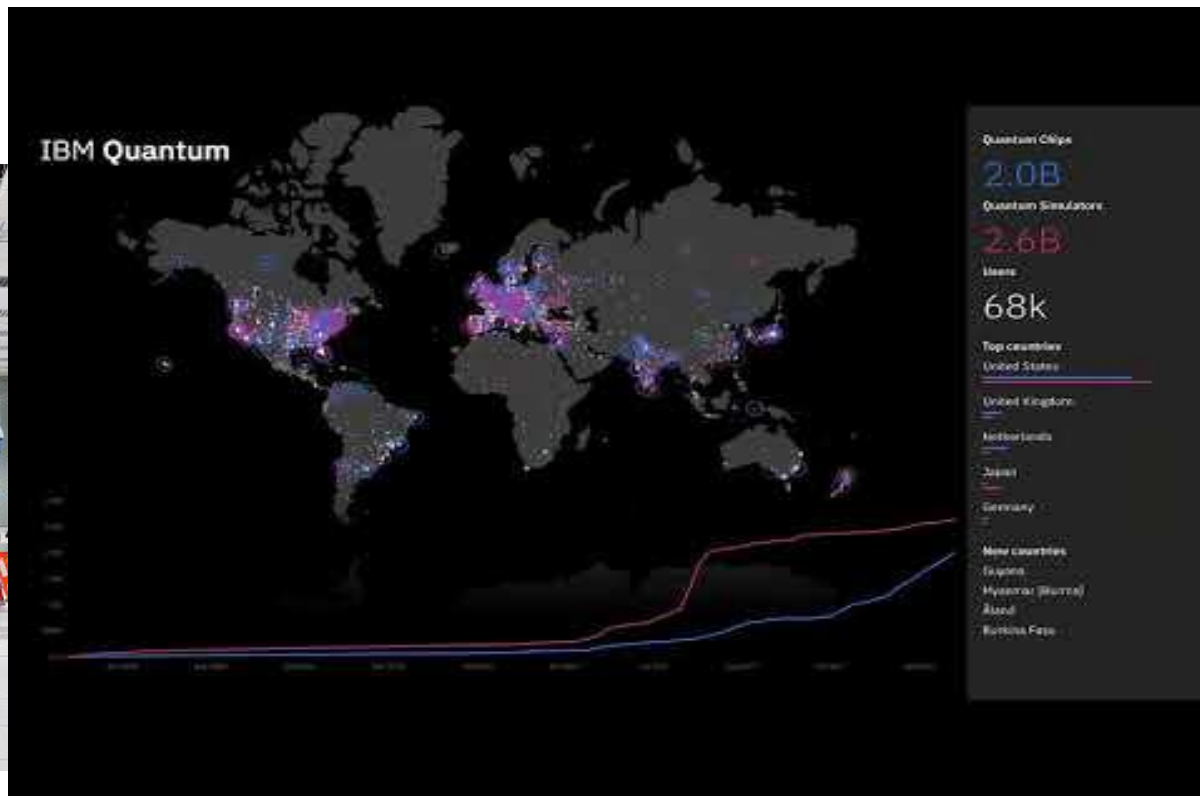 IBM Quantum
Quantum Chips
2.0B
Quantum Simulators
2.6B
Users
68k
Top countries
United States
United Kingdom
Netherlands
Japan
Germany
New countries
Guyana
Myanmar (Burma)
Åland
Burkina Faso